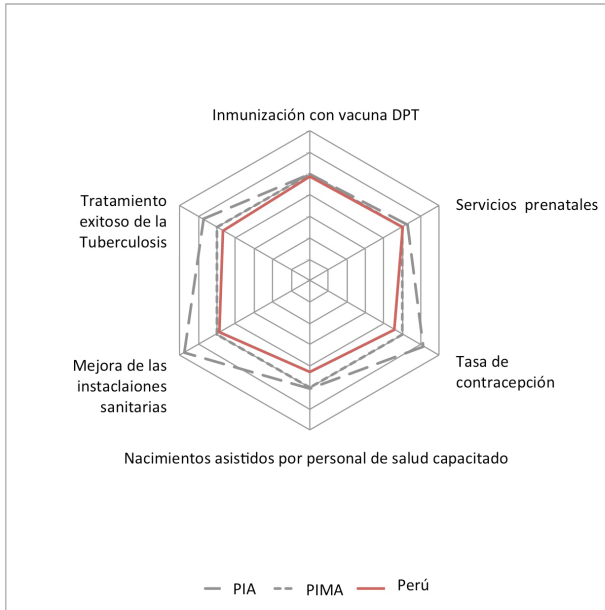 Inmunización con vacuna DPT
Tratamiento
exitoso de la
Tuberculosis
Servicios prenatales
Mejora de las
instaclaiones
sanitarias
Tasa de
contracepción
Nacimientos asistidos por personal de salud capacitado
PIA PIMA Perú